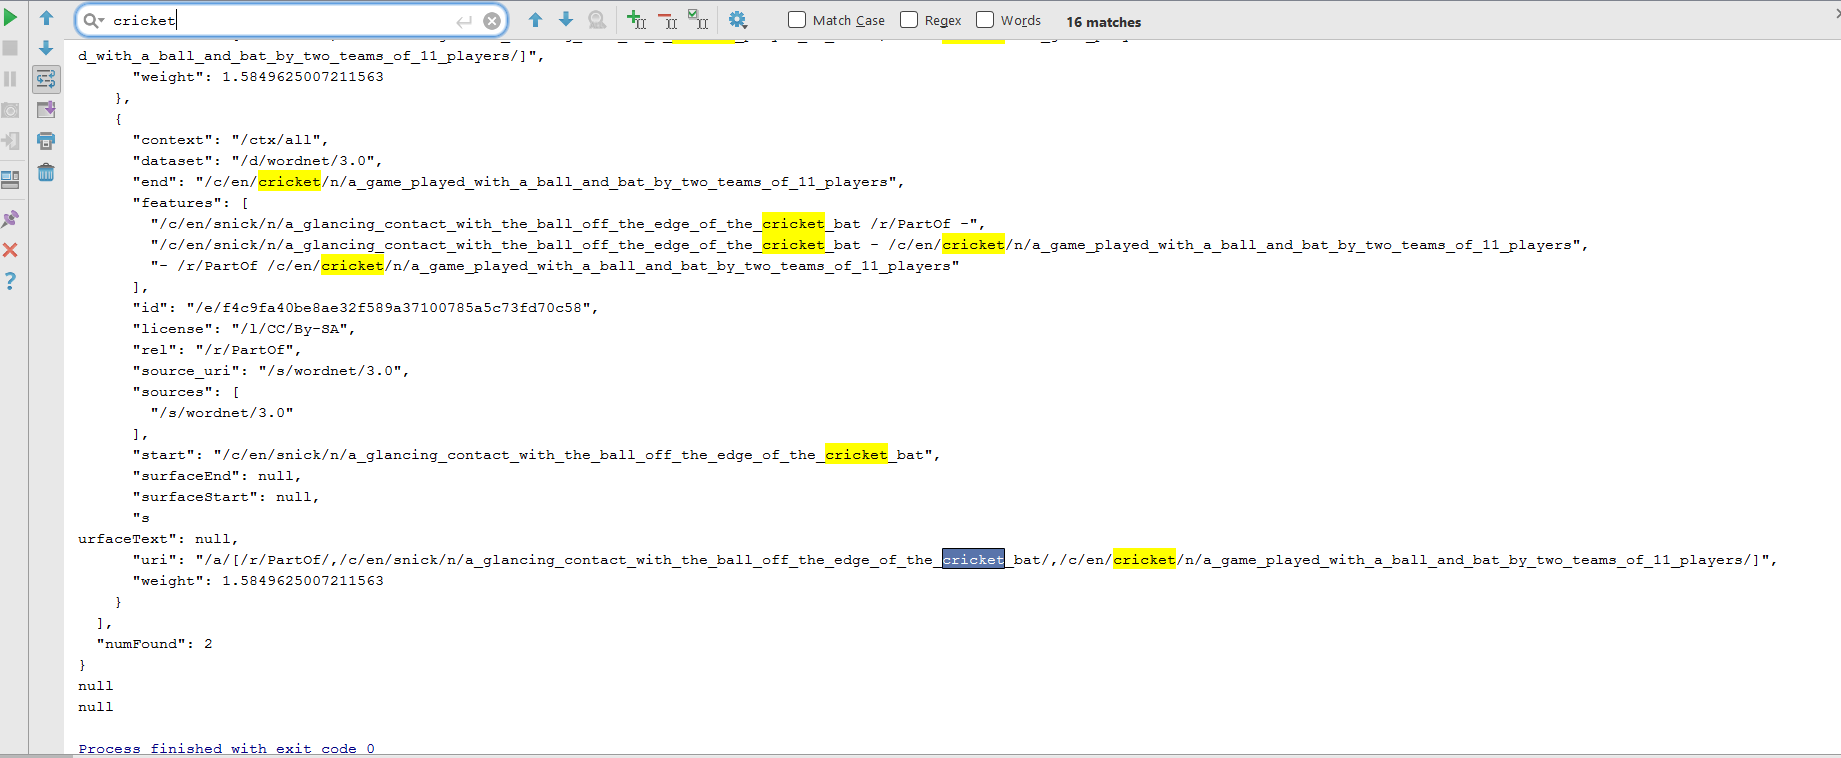 cricket
Match Case
Regex
Words
16 matches
d_with_a_ball_and_bat_by_two_teams_of_11_players/]",
"weight": 1.5849625007211563
},
{
"context": "/ctx/all",
"dataset": "/d/wordnet/3.0",
"end": "/c/en/cricket/n/a_game_played_with_a_ball_and_bat_by_two_teams_of_11_players",
"features": [
"/c/en/snick/n/a_glancing_contact_with_the_ball_off_the_edge_of_the_cricket_bat /r/PartOf -",
"/c/en/snick/n/a_glancing_contact_with_the_ball_off_the_edge_of_the_cricket_bat - /c/en/cricket/n/a_game_played_with_a_ball_and_bat_by_two_teams_of_11_players",
"- /r/PartOf /c/en/cricket/n/a_game_played_with_a_ball_and_bat_by_two_teams_of_11_players"
],
"id": "/e/f4c9fa40be8ae32f589a37100785a5c73fd70c58",
"license": "/l/CC/By-SA",
"rel": "/r/PartOf",
"source_uri": "/s/wordnet/3.0",
"sources": [
"/s/wordnet/3.0"
],
"start": "/c/en/snick/n/a_glancing_contact_with_the_ball_off_the_edge_of_the_cricket_bat",
"surfaceEnd": null,
"surfaceStart": null,
"s
urfaceText": null,
"uri": "/a/[/r/PartOf/,/c/en/snick/n/a_glancing_contact_with_the_ball_off_the_edge_of_the_cricket_bat/,/c/en/cricket/n/a_game_played_with_a_ball_and_bat_by_two_teams_of_11_players/]",
"weight": 1.5849625007211563
}
],
"numFound": 2
}
null
null
Process finished with exit code 0